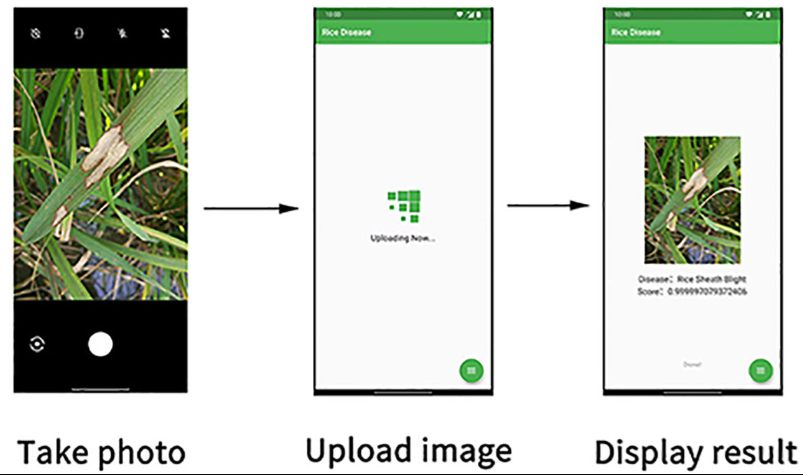 10:00
Rice Disease
Uploading Now...
10:00
Rice Disease
Disease: Rice Sheath Blight
Score: 0.999997079372406
Done!
Take photo
Upload image
Display result